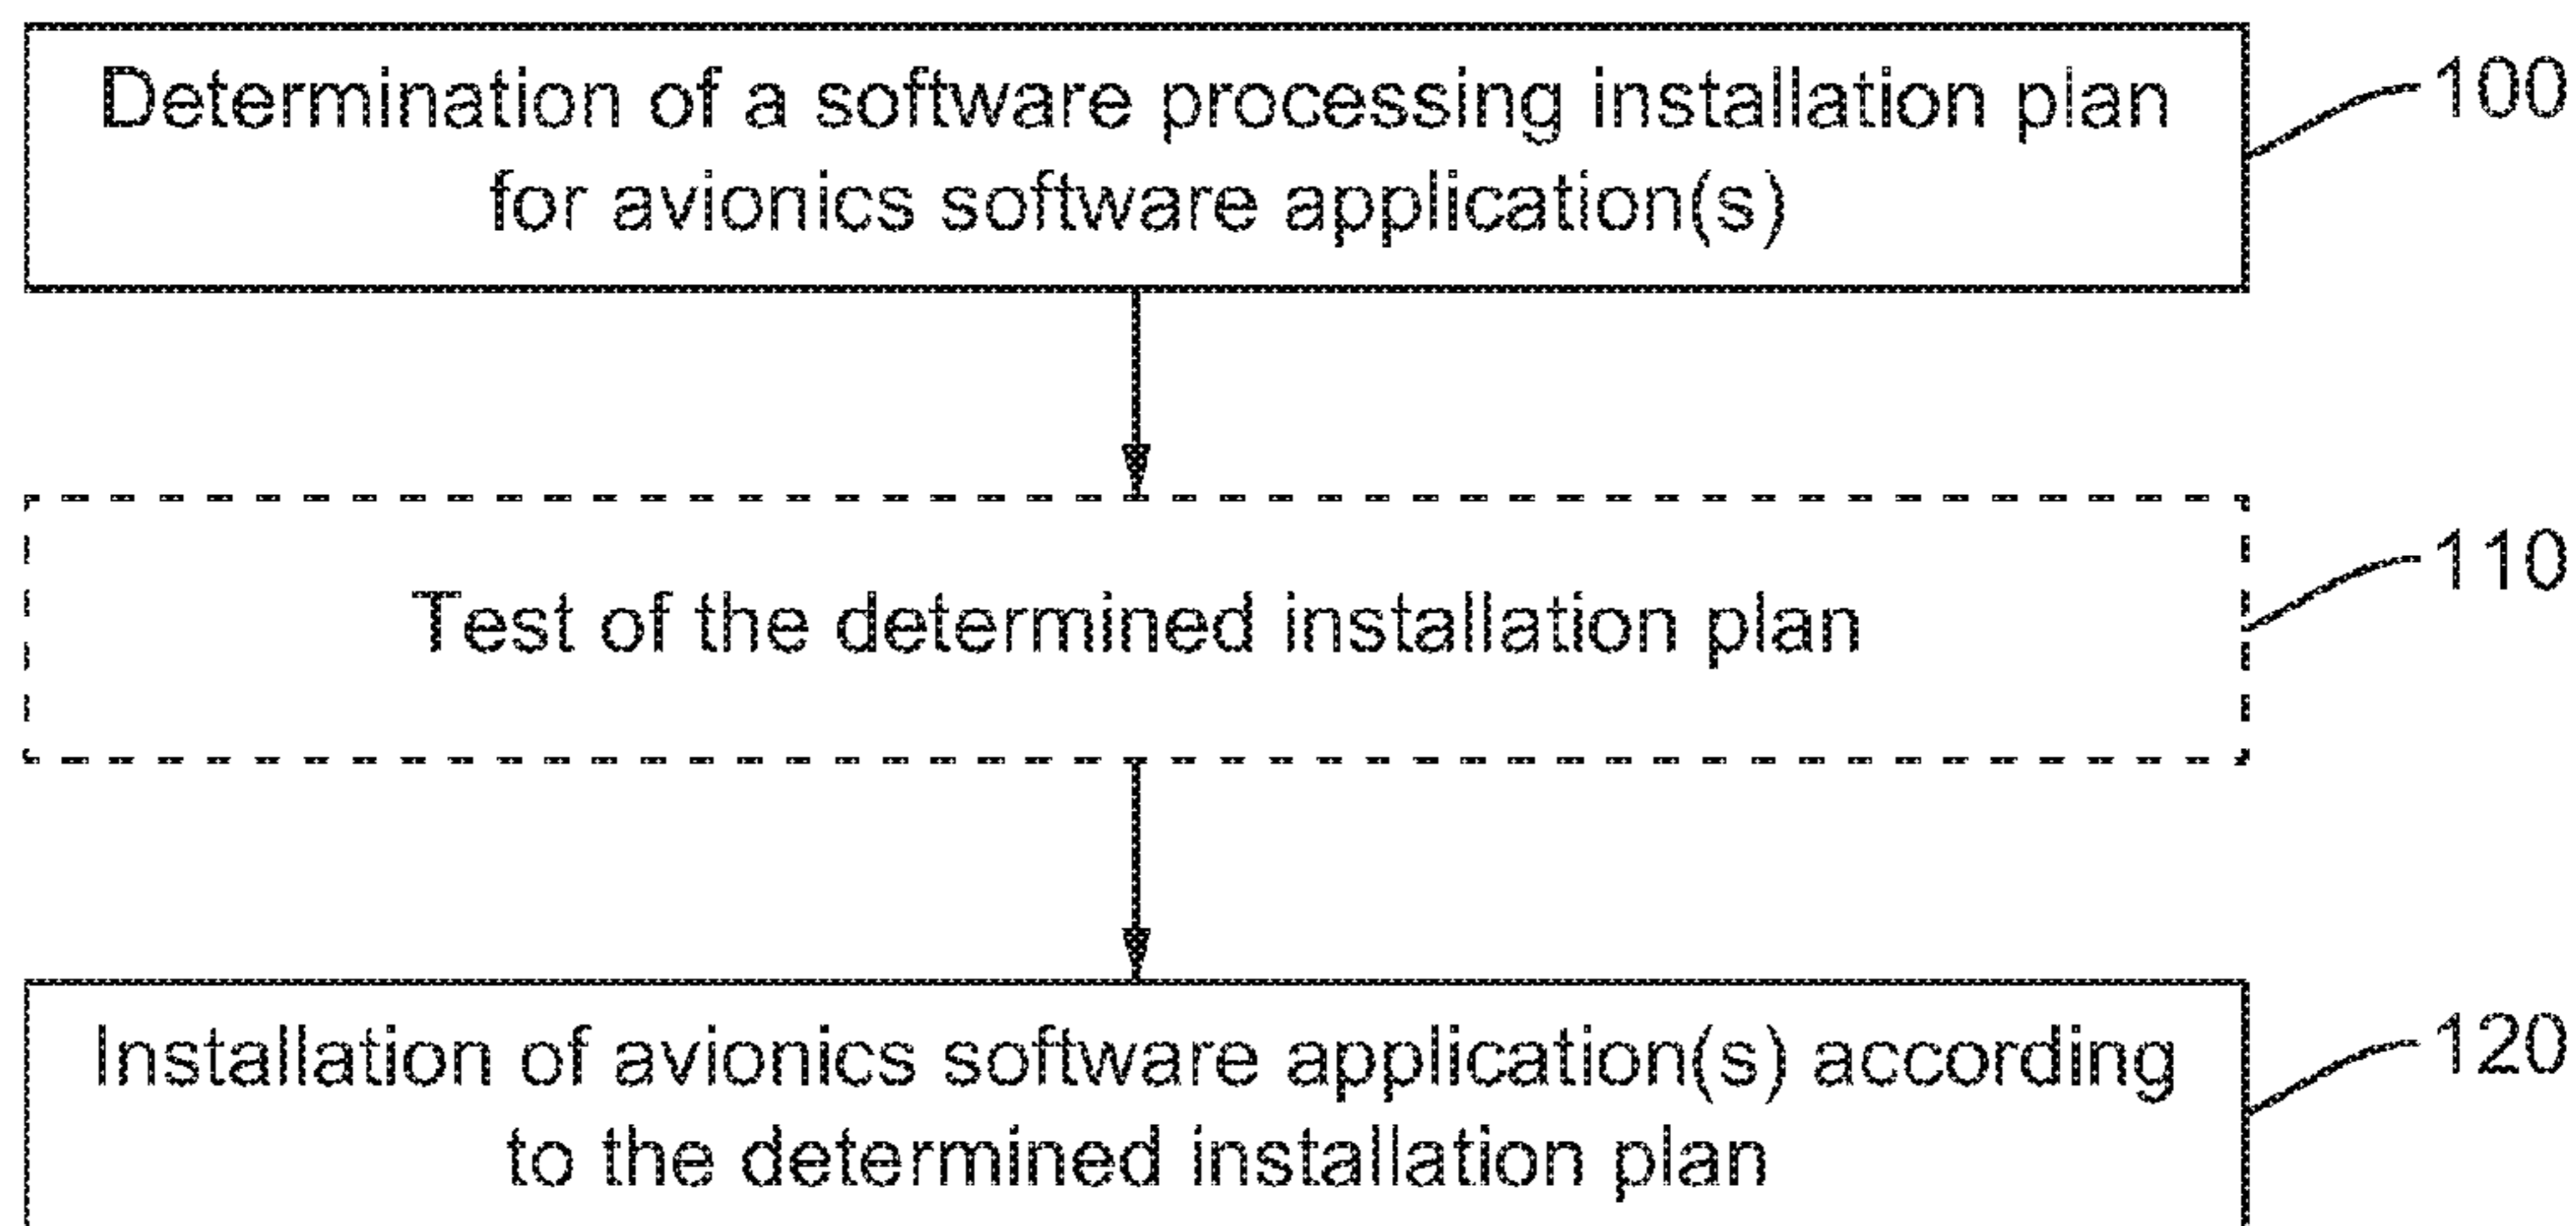 Determination of a software processing installation plan
for avionics software application(s)
100
Test of the determined installation plan
110
Installation of avionics software application(s) according
to the determined installation plan
120